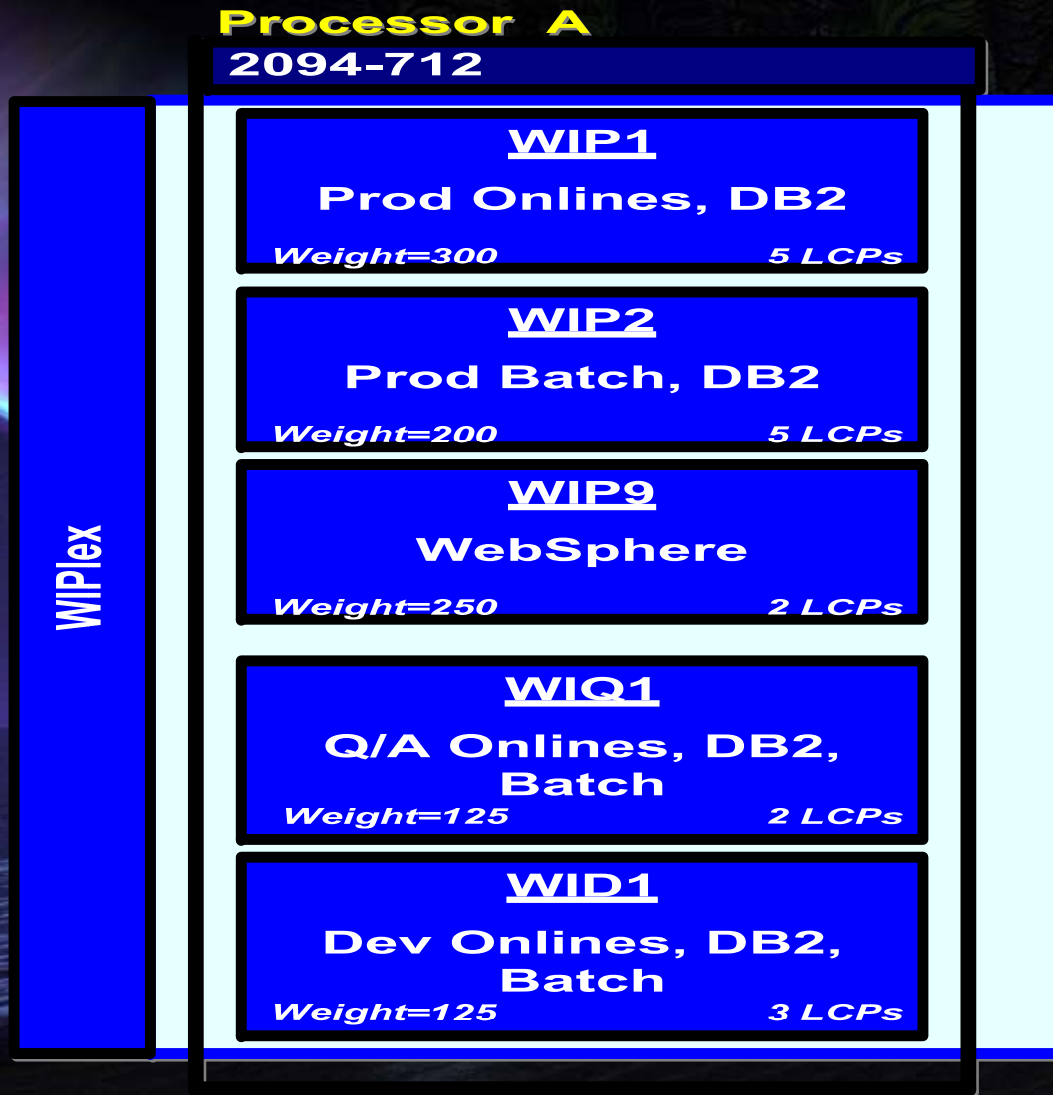 Processor A
2094-712
WIPlex
WIP1
Prod Onlines, DB2
Weight=300 5 LCPs
WIP2
Prod Batch, DB2
Weight=200 5 LCPs
WIP9
WebSphere
Weight=250 2 LCPs
WIQ1
Q/A Onlines, DB2,
Batch
Weight=125 2 LCPs
WID1
Dev Onlines, DB2,
Batch
Weight=125 3 LCPs